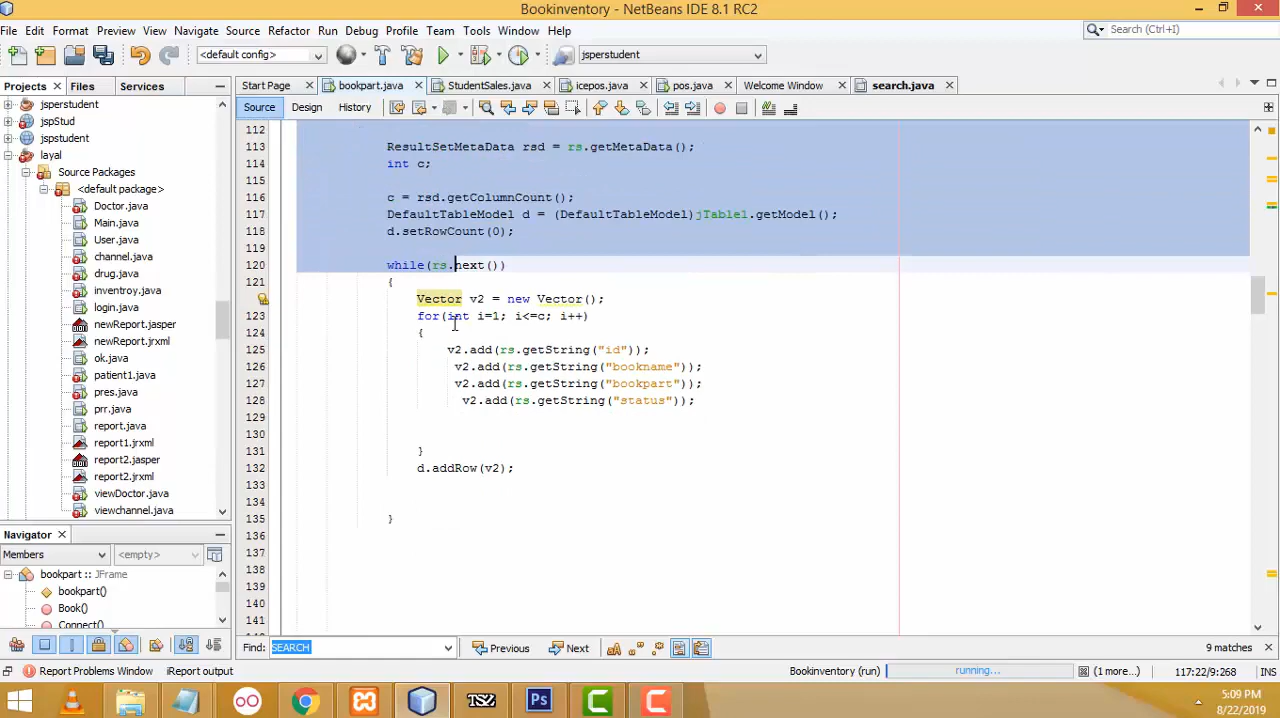 Bookinventory - NetBeans IDE 8.1 RC2
File Edit View Navigate Source Refactor Run Debug Profile Team Tools Window Help
Search (Ctrl+I)
<default config>
jsperstudent
Projects Files Services
Start Page bookpart.java StudentSales.java icepos.java pos.java Welcome Window search.java
Source Design History
jsperstudent
jspStud
jspstudent
layal
Source Packages
<default package>
Doctor.java
Main.java
User.java
channel.java
drug.java
inventroy.java
login.java
newReport.jasper
newReport.jrxml
ok.java
patient1.java
pres.java
prr.java
report.java
report1.jrxml
report2.jasper
report2.jrxml
viewDoctor.java
viewchannel.java
112
113 ResultSetMetaData rsd = rs.getMetaData();
114 int c;
115
116 c = rsd.getColumnCount();
117 DefaultTableModel d = (DefaultTableModel)jTable1.getModel();
118 d.setRowCount(0);
119
120 while(rs.next())
121 {
Vector v2 = new Vector();
123 for(int i=1; i<=c; i++)
124 {
125 v2.add(rs.getString("id"));
126 v2.add(rs.getString("bookname"));
127 v2.add(rs.getString("bookpart"));
128 v2.add(rs.getString("status"));
129
130
131 }
132 d.addRow(v2);
133
134
135 }
136
137
138
139
140
141
Navigator
Members <empty>
bookpart :: JFrame
bookpart()
Book()
Connect()
Find: SEARCH Previous Next 9 matches
Report Problems Window iReport output Bookinventory (run) running... (1 more...) 117:22/9:268 INS
TS2 Ps C C
5:09 PM
8/22/2019